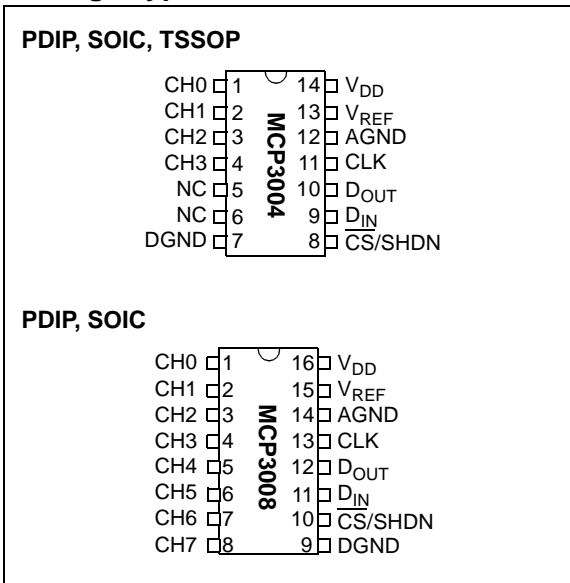 PDIP, SOIC, TSSOP
CH0 1 14 VDD
CH1 2 13 VREF
CH2 3 12 AGND
CH3 4 11 CLK
NC 5 10 DOUT
NC 6 9 DIN
DGND 7 8 CS/SHDN
MCP3004
PDIP, SOIC
CH0 1 16 VDD
CH1 2 15 VREF
CH2 3 14 AGND
CH3 4 13 CLK
CH4 5 12 DOUT
CH5 6 11 DIN
CH6 7 10 CS/SHDN
CH7 8 9 DGND
MCP3008